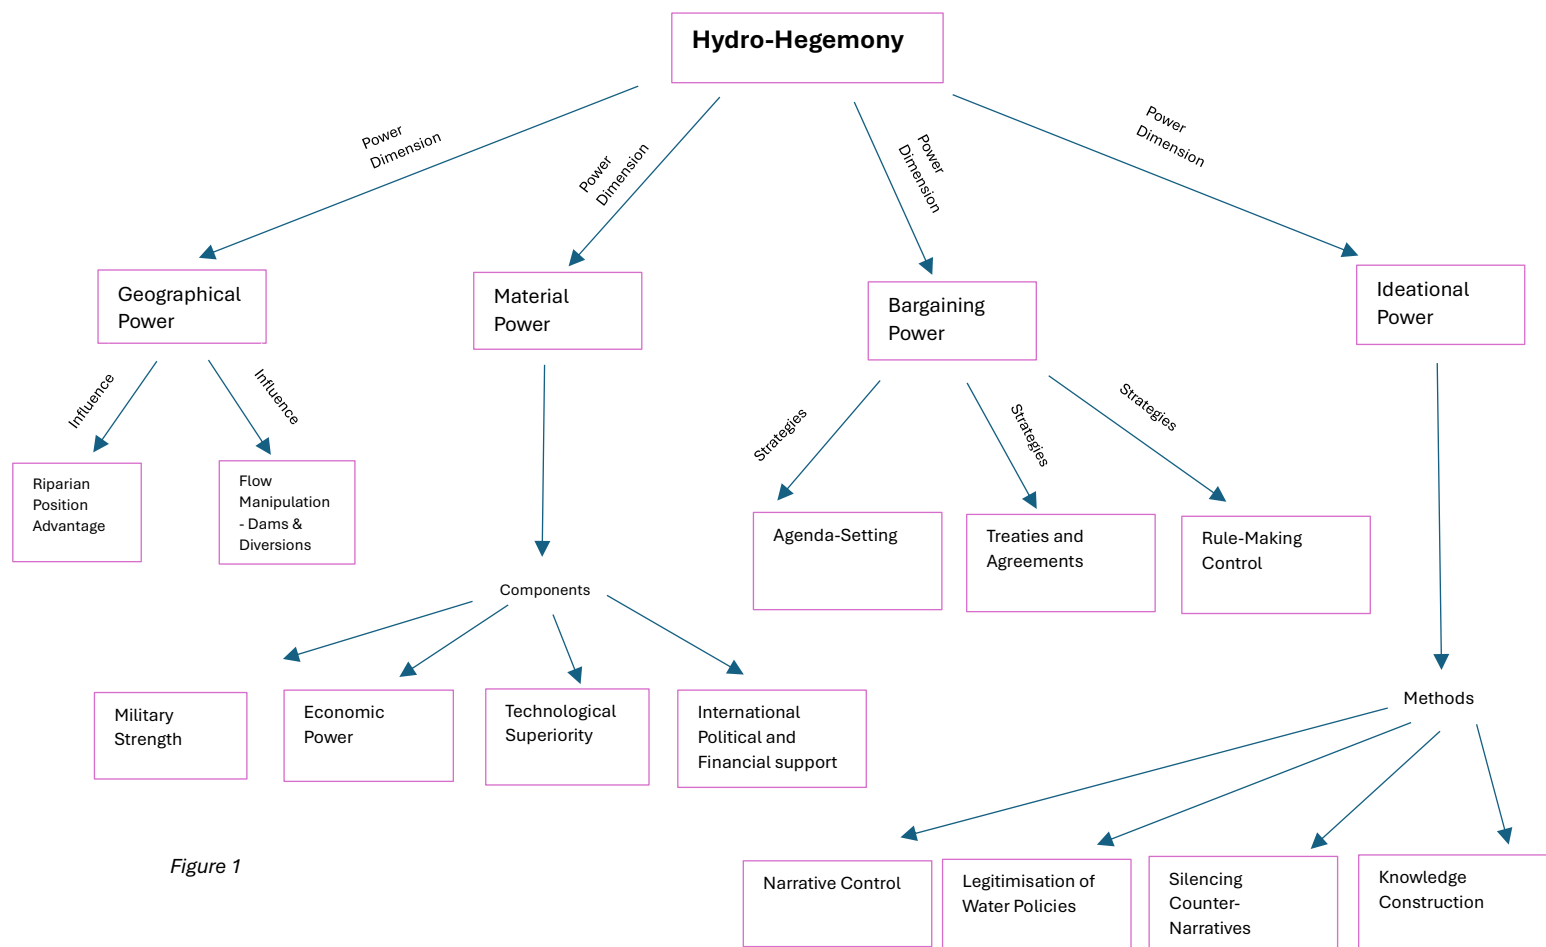 Hydro-Hegemony
Power
Dimension
Power
Dimension
Power
Dimension
Power
Dimension
Geographical
Power
Material
Power
Bargaining
Power
Ideational
Power
Influence
Influence
Strategies
Strategies
Strategies
Riparian
Position
Advantage
Flow
Manipulation
- Dams &
Diversions
Agenda-Setting
Treaties and
Agreements
Rule-Making
Control
Components
Military
Strength
Economic
Power
Technological
Superiority
International
Political and
Financial support
Methods
Figure 1
Narrative Control
Legitimisation of
Water Policies
Silencing
Counter-
Narratives
Knowledge
Construction